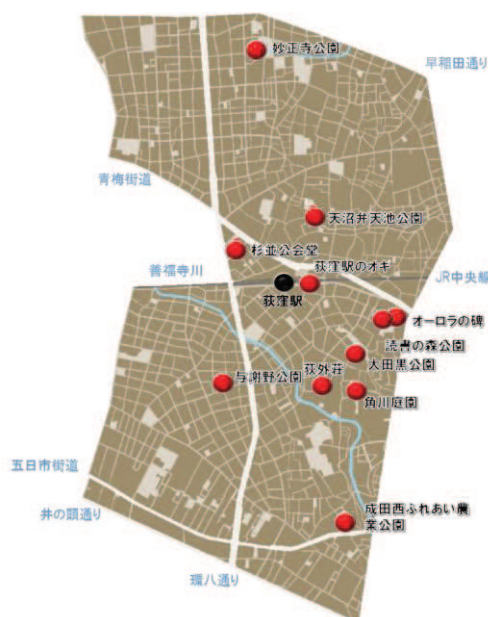 妙正寺公園
早稲田通り
青梅街道
天沼弁天池公園
杉並公会堂
荻窪駅のオギ
善福寺川
JR中央線
荻窪駅
オーロラの碑
読書の森公園
大田黒公園
荻外荘
与謝野公園
角川庭園
五日市街道
井の頭通り
成田西ふれあい農
業公園
環八通り